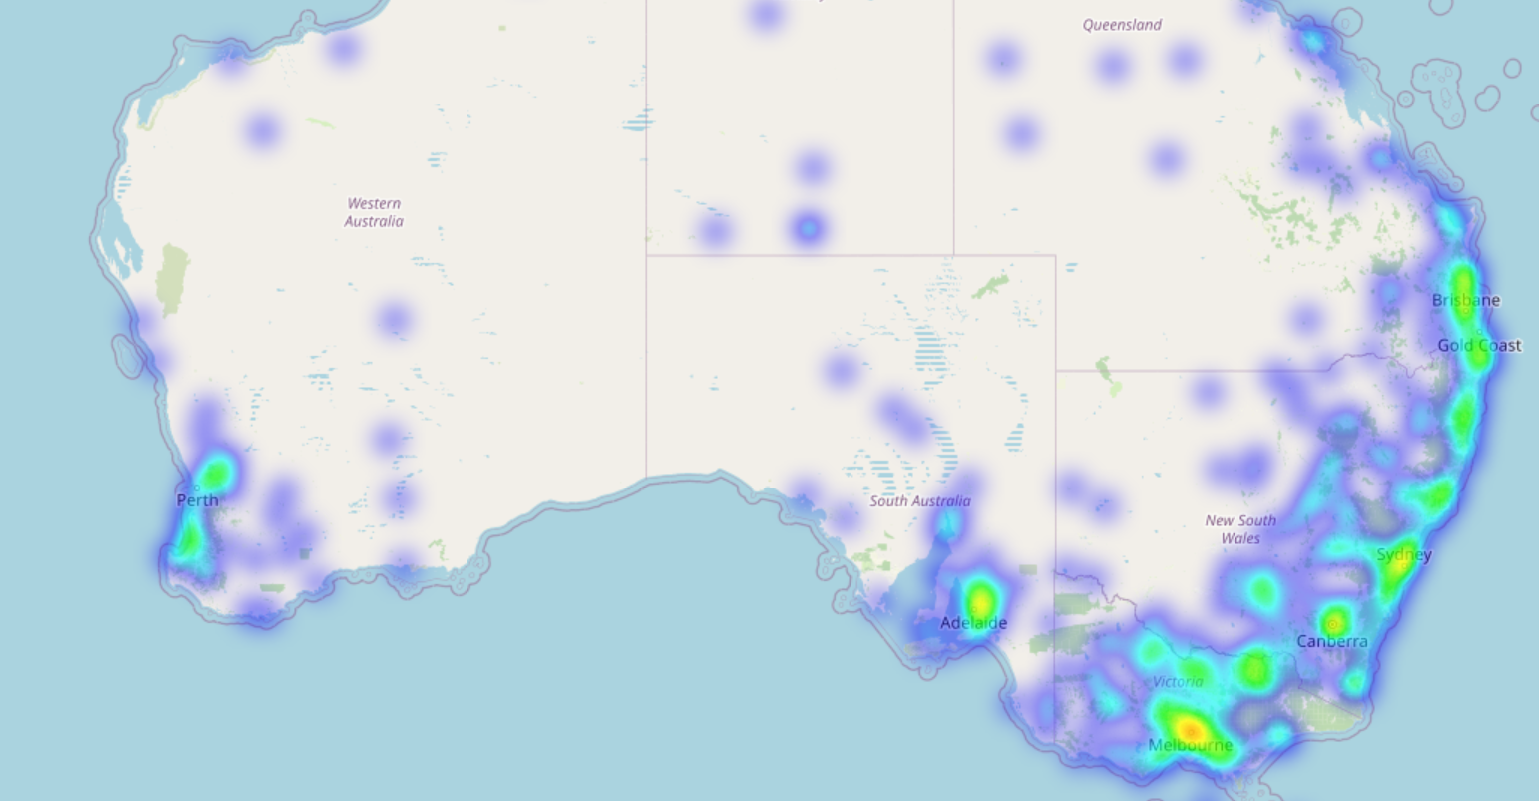 Queensland
Western
Australia
Brisbane
Gold Coast
Perth
South Australia
New South
Wales
Sydney
Adelaide
Canberra
Victoria
Melbourne